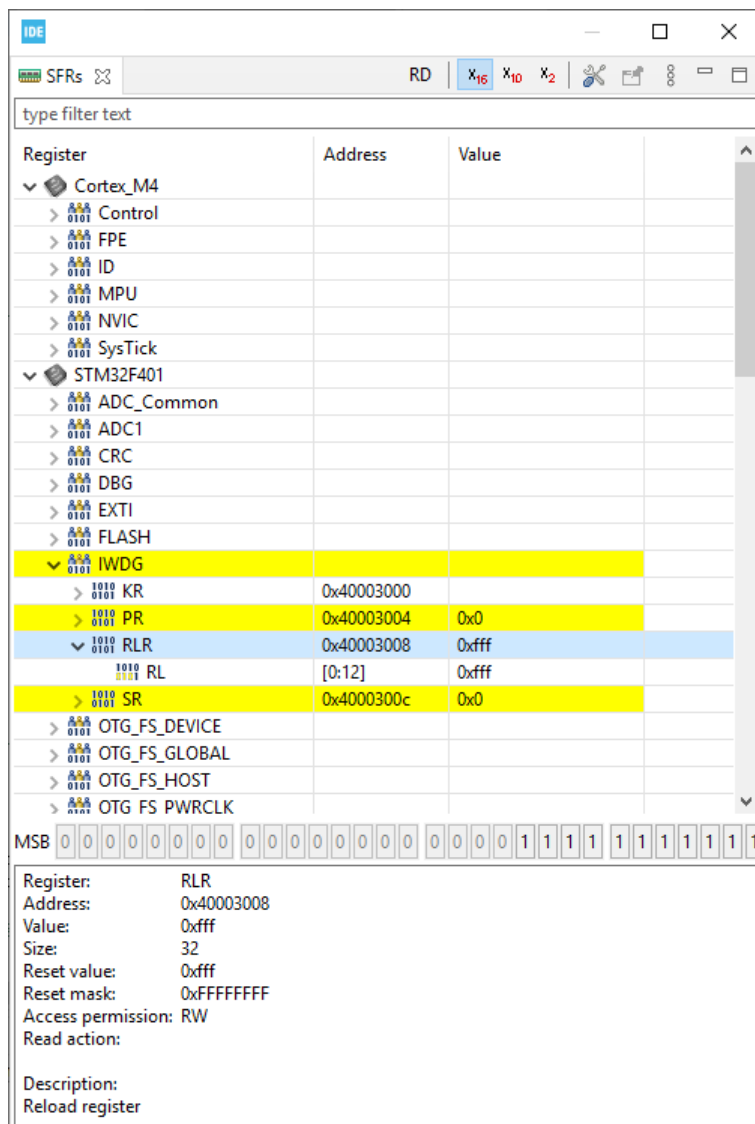 IDE
SFRs RD X16 X10 X2
type filter text
Register Address Value
Cortex_M4
Control
FPE
ID
MPU
NVIC
SysTick
STM32F401
ADC_Common
ADC1
CRC
DBG
EXTI
FLASH
IWDG
KR 0x40003000
PR 0x40003004 0x0
RLR 0x40003008 0xfff
RL [0:12] 0xfff
SR 0x4000300c 0x0
OTG_FS_DEVICE
OTG_FS_GLOBAL
OTG_FS_HOST
OTG_FS_PWRCLK
MSB 0 0 0 0 0 0 0 0 0 0 0 0 0 0 0 0 0 0 0 0 1 1 1 1 1 1 1 1 1 1 1
Register: RLR
Address: 0x40003008
Value: 0xfff
Size: 32
Reset value: 0xfff
Reset mask: 0xFFFFFFFF
Access permission: RW
Read action:
Description:
Reload register